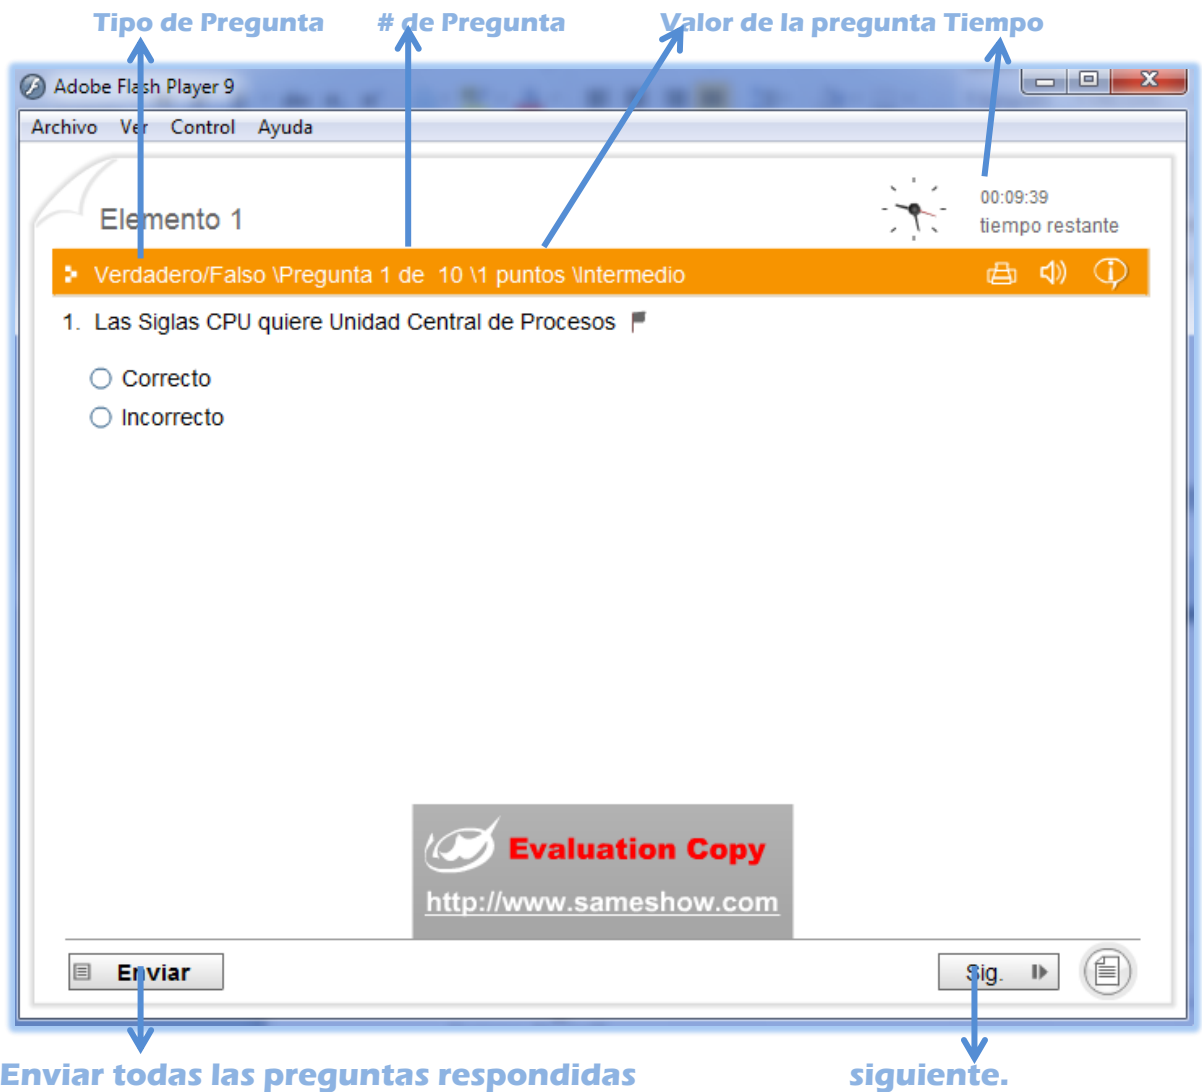 Tipo de Pregunta # de Pregunta Valor de la pregunta Tiempo
Adobe Flash Player 9
Archivo Ver Control Ayuda
00:09:39
Elemento 1 tiempo restante
Verdadero/Falso \Pregunta 1 de 10 \1 puntos \Intermedio
1. Las Siglas CPU quiere Unidad Central de Procesos
Correcto
Incorrecto
Evaluation Copy
http://www.sameshow.com
Enviar Sig.
Enviar todas las preguntas respondidas siguiente.